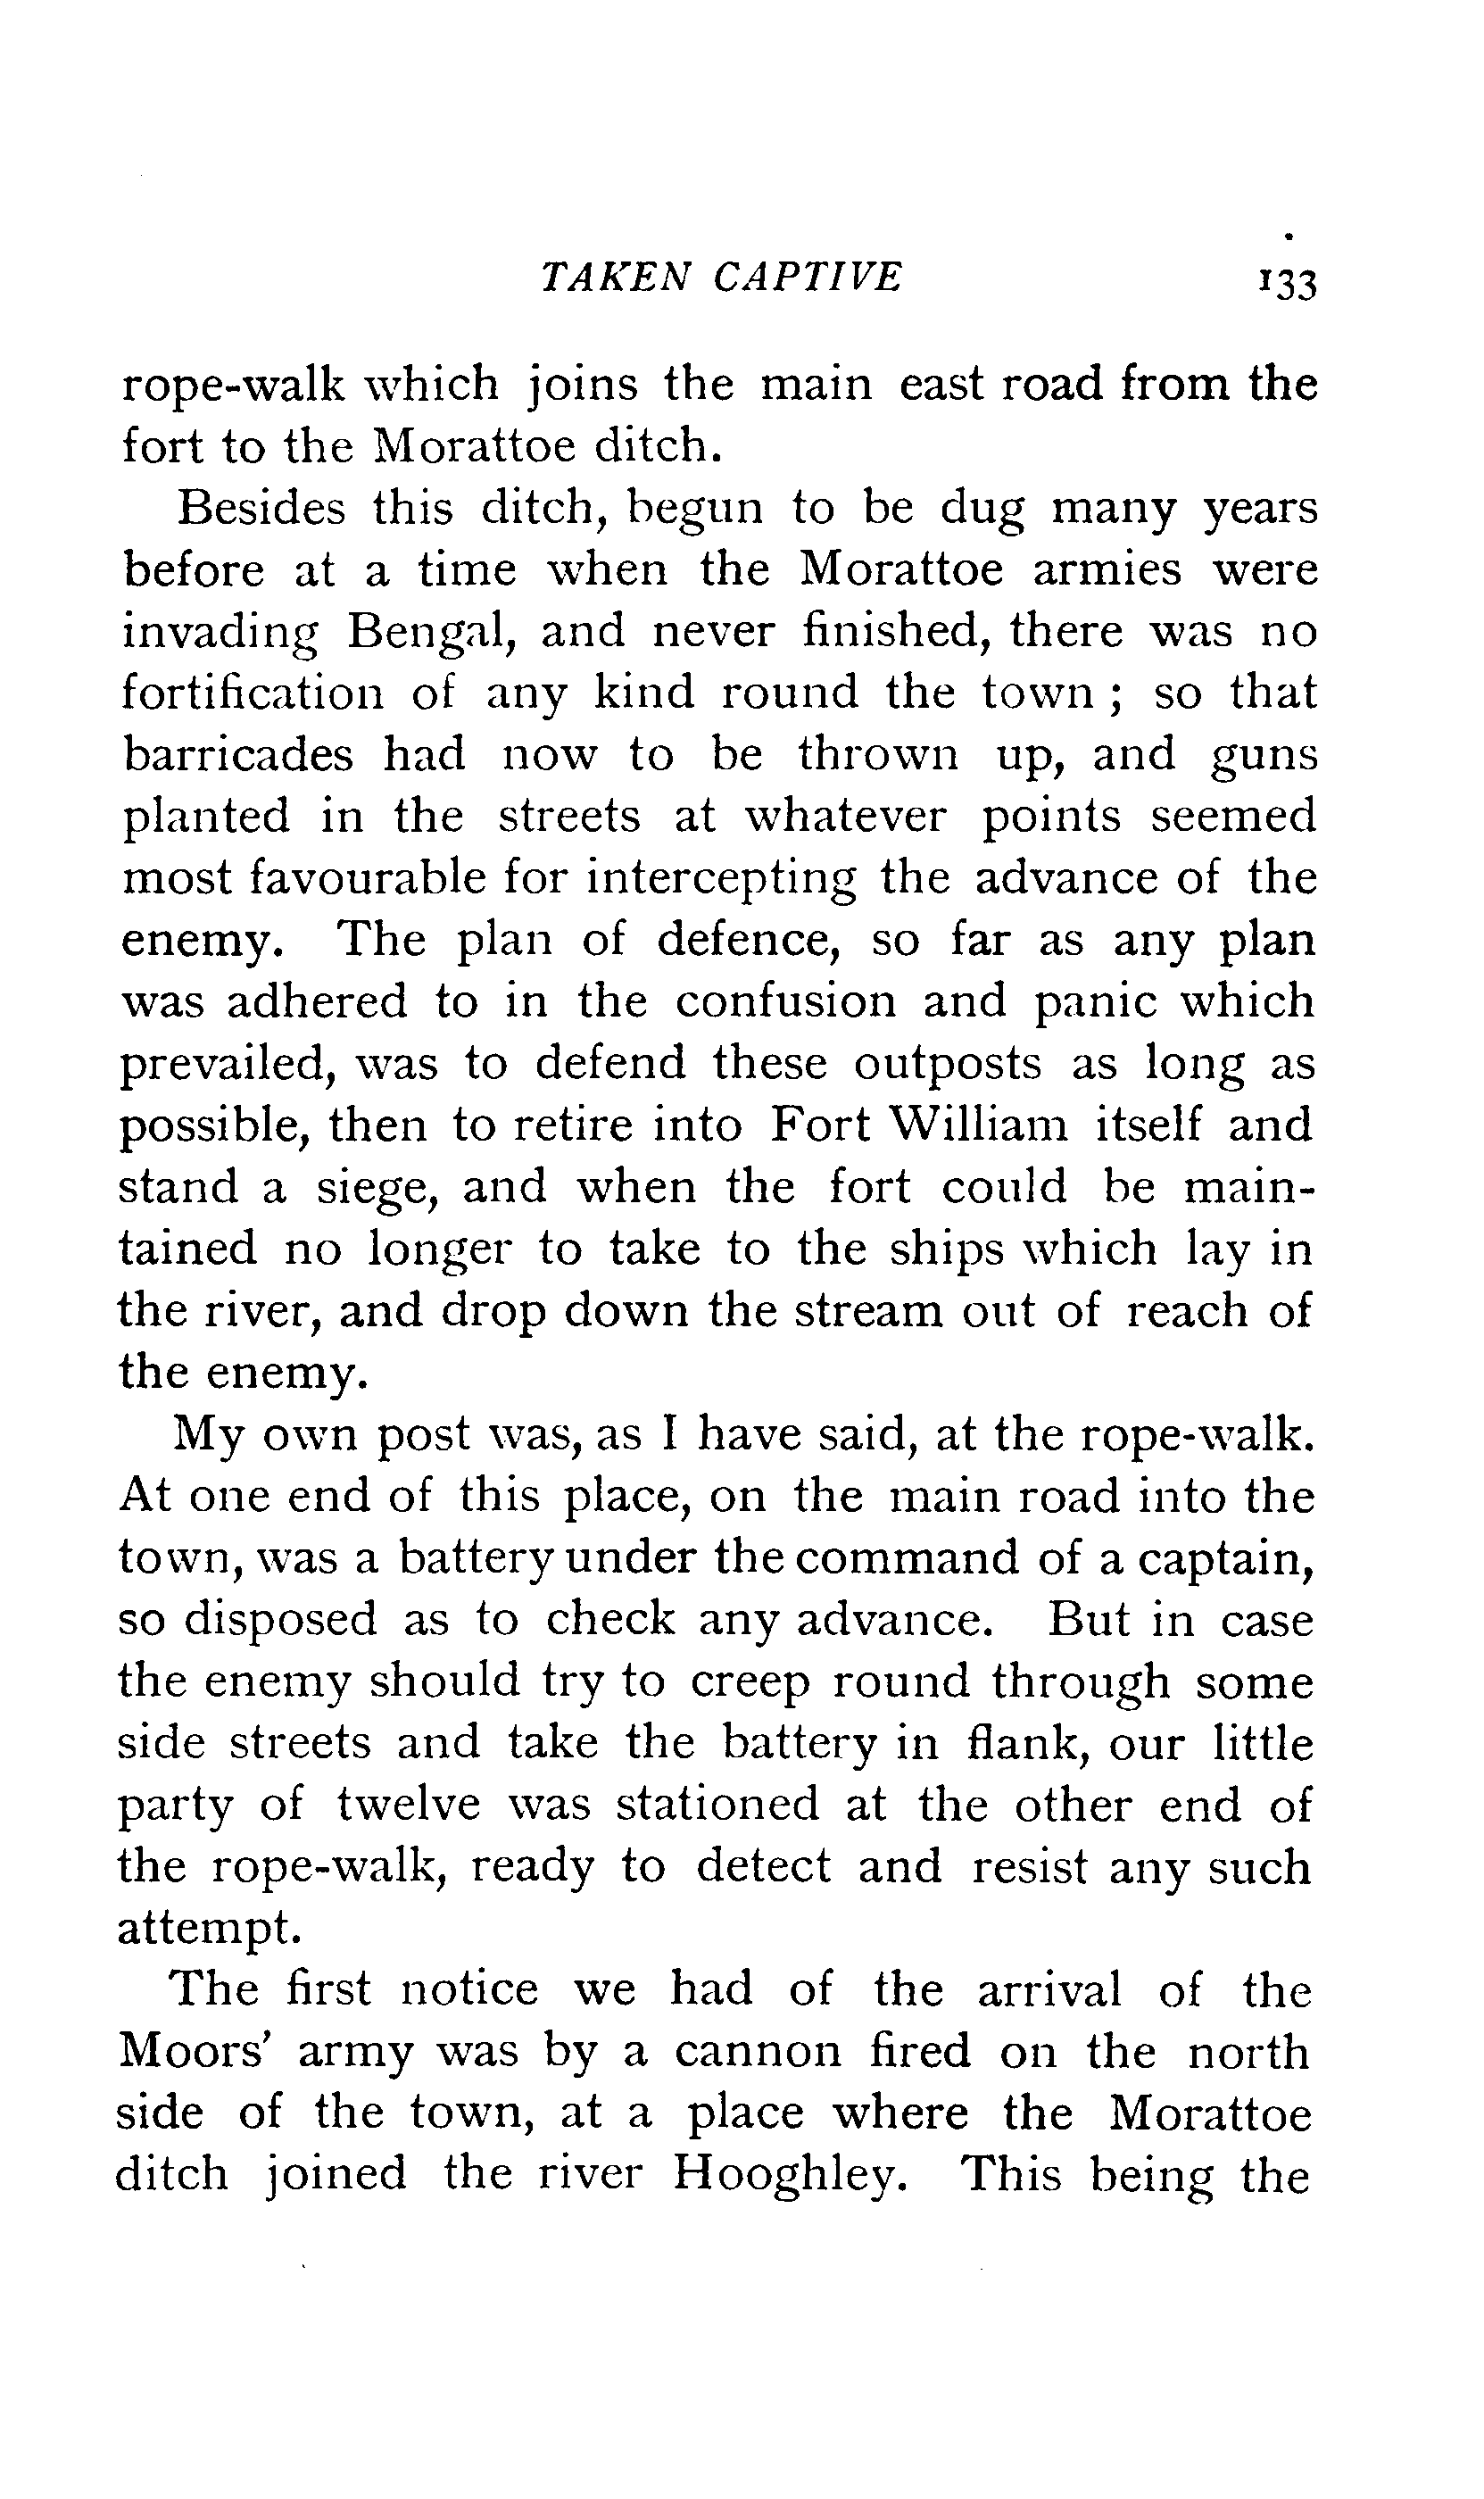 TAKEN CAPTIVE 133
rope-walk which joins the main east road from the
fort to the Morattoe ditch.
Besides this ditch, begun to be dug many years
before at a time when the Morattoe armies were
invading Bengal, and never finished, there was no
fortification of any kind round the town ; so that
barricades had now to be thrown up, and guns
planted in the streets at whatever points seemed
most favourable for intercepting the advance of the
enemy. The plan of defence, so far as any plan
was adhered to in the confusion and panic which
prevailed, was to defend these outposts as long as
possible, then to retire into Fort William itself and
stand a siege, and when the fort could be main-
tained no longer to take to the ships which lay in
the river, and drop down the stream out of reach of
the enemy.
My own post was, as I have said, at the rope-walk.
At one end of this place, on the main road into the
town, was a battery under the command of a captain,
so disposed as to check any advance. But in case
the enemy should try to creep round through some
side streets and take the battery in flank, our little
party of twelve was stationed at the other end of
the rope-walk, ready to detect and resist any such
attempt.
The first notice we had of the arrival of the
Moors' army was by a cannon fired on the north
side of the town, at a place where the Morattoe
ditch joined the river Hooghley. This being the